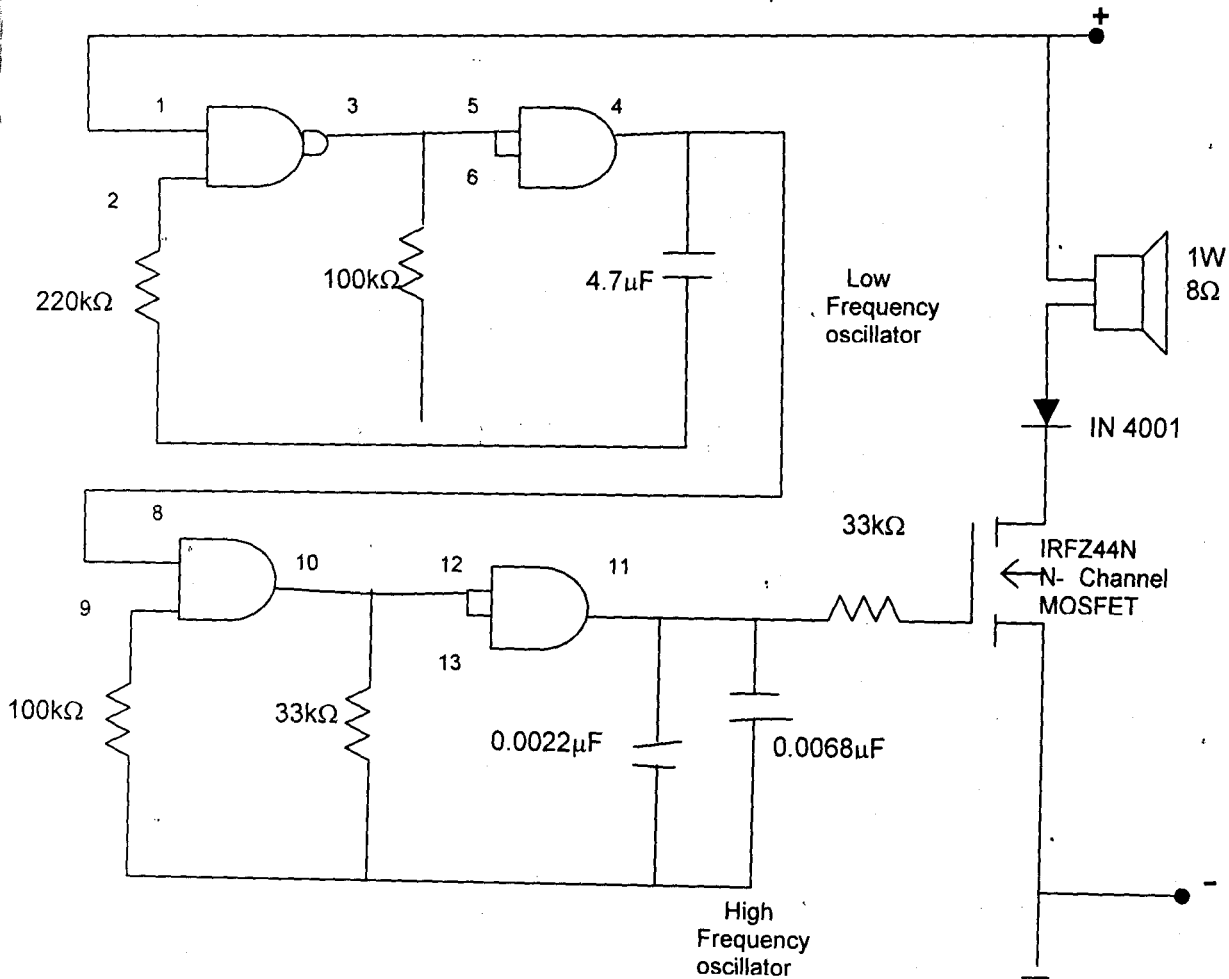 +
1
3
5
4
2
6
220kΩ
100kΩ
4.7µF
Low
Frequency
oscillator
1W
8Ω
IN 4001
8
10
12
11
9
13
33kΩ
IRFZ44N
N- Channel
MOSFET
100kΩ
33kΩ
0.0022µF
0.0068µF
-
High
Frequency
oscillator